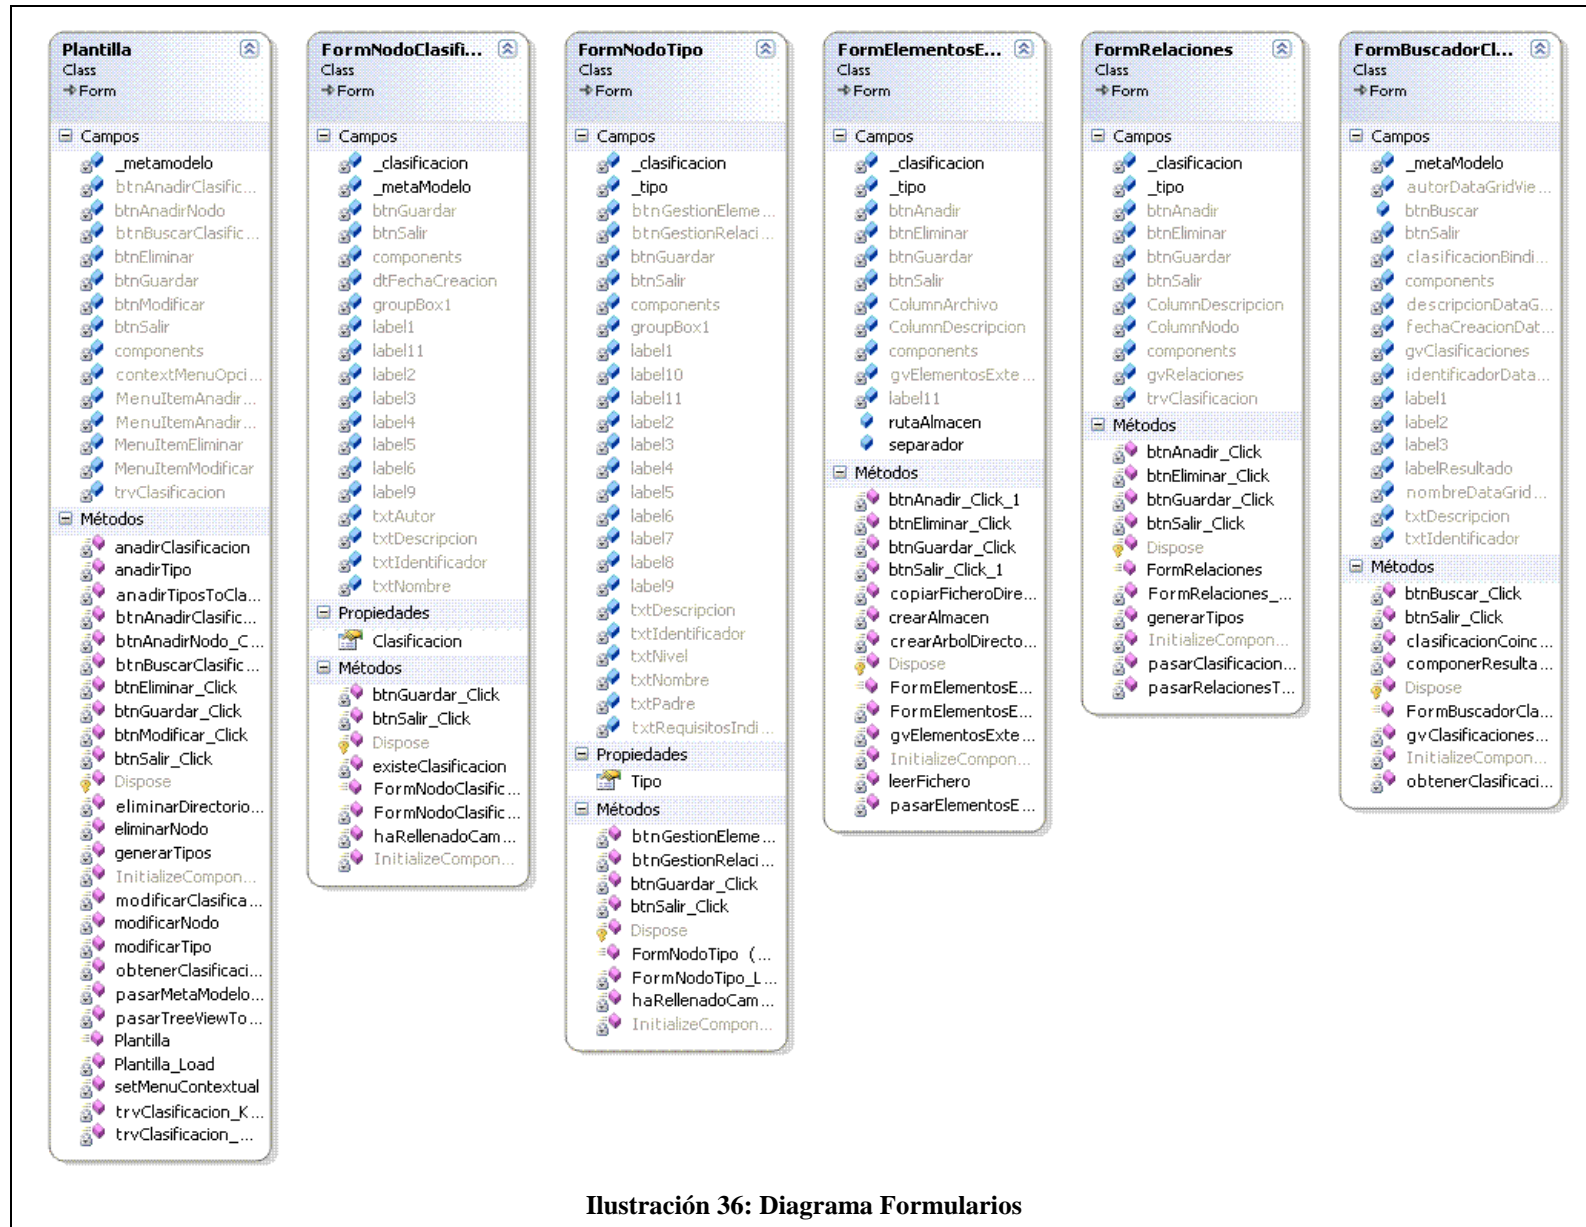 Plantilla
Class
Form
Campos
_metamodelo
btnAnadirClasific...
btnAnadirNodo
btnBuscarClasific...
btnEliminar
btnGuardar
btnModificar
btnSalir
components
contextMenuOpci...
MenuItemAnadir...
MenuItemAnadir...
MenuItemEliminar
MenuItemModificar
trvClasificacion
Métodos
anadirClasificacion
anadirTipo
anadirTiposToCla...
btnAnadirClasific...
btnAnadirNodo_C...
btnBuscarClasific...
btnEliminar_Click
btnGuardar_Click
btnModificar_Click
btnSalir_Click
Dispose
eliminarDirectorio...
eliminarNodo
generarTipos
InitializeCompon...
modificarClasifica...
modificarNodo
modificarTipo
obtenerClasificaci...
pasarMetaModelo...
pasarTreeViewTo...
Plantilla
Plantilla_Load
setMenuContextual
trvClasificacion_K...
trvClasificacion_...
FormNodoClasifi...
Class
Form
Campos
_clasificacion
_metaModelo
btnGuardar
btnSalir
components
dtFechaCreacion
groupBox1
label1
label11
label2
label3
label4
label5
label6
label9
txtAutor
txtDescripcion
txtIdentificador
txtNombre
Propiedades
Clasificacion
Métodos
btnGuardar_Click
btnSalir_Click
Dispose
existeClasificacion
FormNodoClasific...
FormNodoClasific...
haRellenadoCam...
InitializeCompon...
FormNodoTipo
Class
Form
Campos
_clasificacion
_tipo
btnGestionEleme...
btnGestionRelaci...
btnGuardar
btnSalir
components
groupBox1
label1
label10
label11
label2
label3
label4
label5
label6
label7
label8
label9
txtDescripcion
txtIdentificador
txtNivel
txtNombre
txtPadre
txtRequisitosIndi...
Propiedades
Tipo
Métodos
btnGestionEleme...
btnGestionRelaci...
btnGuardar_Click
btnSalir_Click
Dispose
FormNodoTipo (...
FormNodoTipo_L...
haRellenadoCam...
InitializeCompon...
FormElementosE...
Class
Form
Campos
_clasificacion
_tipo
btnAnadir
btnEliminar
btnGuardar
btnSalir
ColumnArchivo
ColumnDescripcion
components
gvElementosExte...
label11
rutaAlmacen
separador
Métodos
btnAnadir_Click_1
btnEliminar_Click
btnGuardar_Click
btnSalir_Click_1
copiarFicheroDire...
crearAlmacen
crearArbolDirecto...
Dispose
FormElementosE...
FormElementosE...
gvElementosExte...
InitializeCompon...
leerFichero
pasarElementosE...
FormRelaciones
Class
Form
Campos
_clasificacion
_tipo
btnAnadir
btnEliminar
btnGuardar
btnSalir
ColumnDescripcion
ColumnNodo
components
gvRelaciones
trvClasificacion
Métodos
btnAnadir_Click
btnEliminar_Click
btnGuardar_Click
btnSalir_Click
Dispose
FormRelaciones
FormRelaciones_...
generarTipos
InitializeCompon...
pasarClasificacion...
pasarRelacionesT...
FormBuscadorCl...
Class
Form
Campos
_metaModelo
autorDataGridVie...
btnBuscar
btnSalir
clasificacionBindi...
components
descripcionDataG...
fechaCreacionDat...
gvClasificaciones
identificadorData...
label1
label2
label3
labelResultado
nombreDataGrid...
txtDescripcion
txtIdentificador
Métodos
btnBuscar_Click
btnSalir_Click
clasificacionCoinc...
componerResulta...
Dispose
FormBuscadorCla...
gvClasificaciones...
InitializeCompon...
obtenerClasificaci...
Ilustración 36: Diagrama Formularios